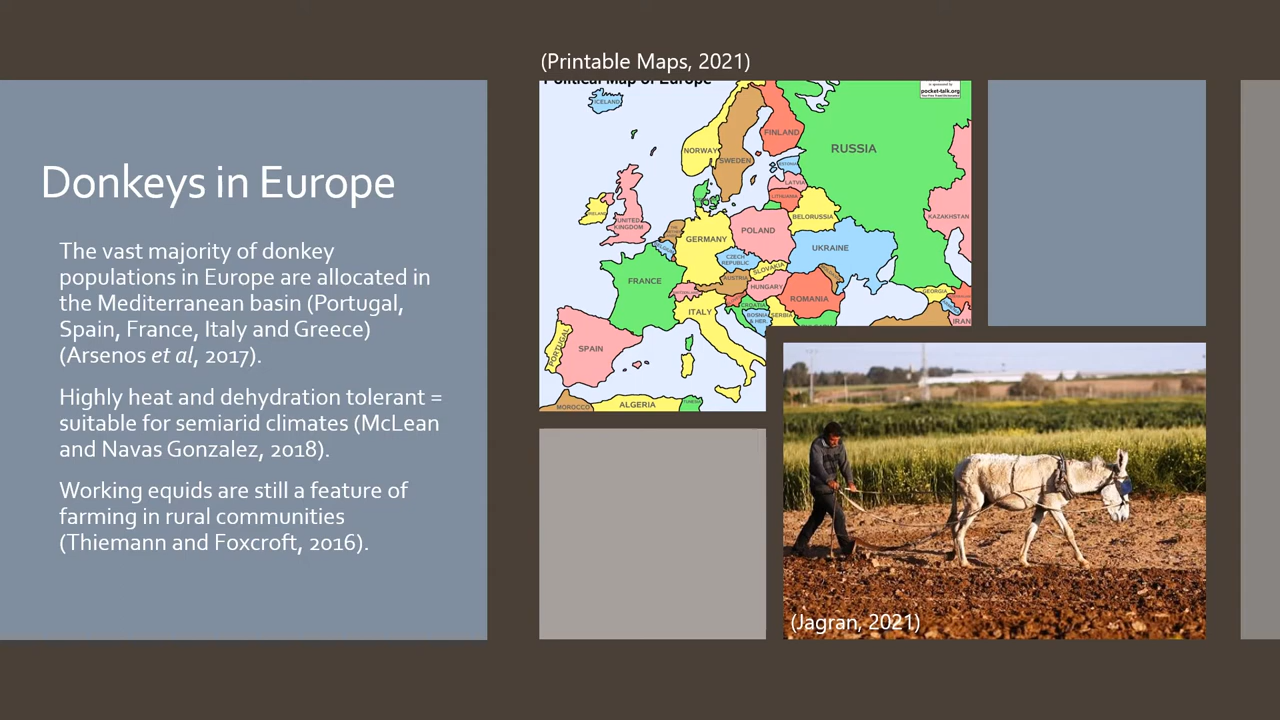 Donkeys in Europe
The vast majority of donkey
populations in Europe are allocated in
the Mediterranean basin (Portugal,
Spain, France, Italy and Greece)
(Arsenos et al, 2017).
Highly heat and dehydration tolerant =
suitable for semiarid climates (McLean
and Navas Gonzalez, 2018).
Working equids are still a feature of
farming in rural communities
(Thiemann and Foxcroft, 2016).
(Printable Maps, 2021)
Political Map of Europe
pocket-talk.org
ICELAND
FINLAND
NORWAY
SWEDEN
RUSSIA
ESTONIA
LATVIA
LITHUANIA
IRELAND
UNITED
KINGDOM
BELORUSSIA
KAZAKHSTAN
POLAND
GERMANY
UKRAINE
CZECH
REPUBLIC
SLOVAKIA
FRANCE
AUSTRIA
HUNGARY
ROMANIA
GEORGIA
ITALY
CROATIA
BOSNIA
& HER.
SERBIA
IRAN
PORTUGAL
SPAIN
MOROCCO
ALGERIA
(Jagran, 2021)